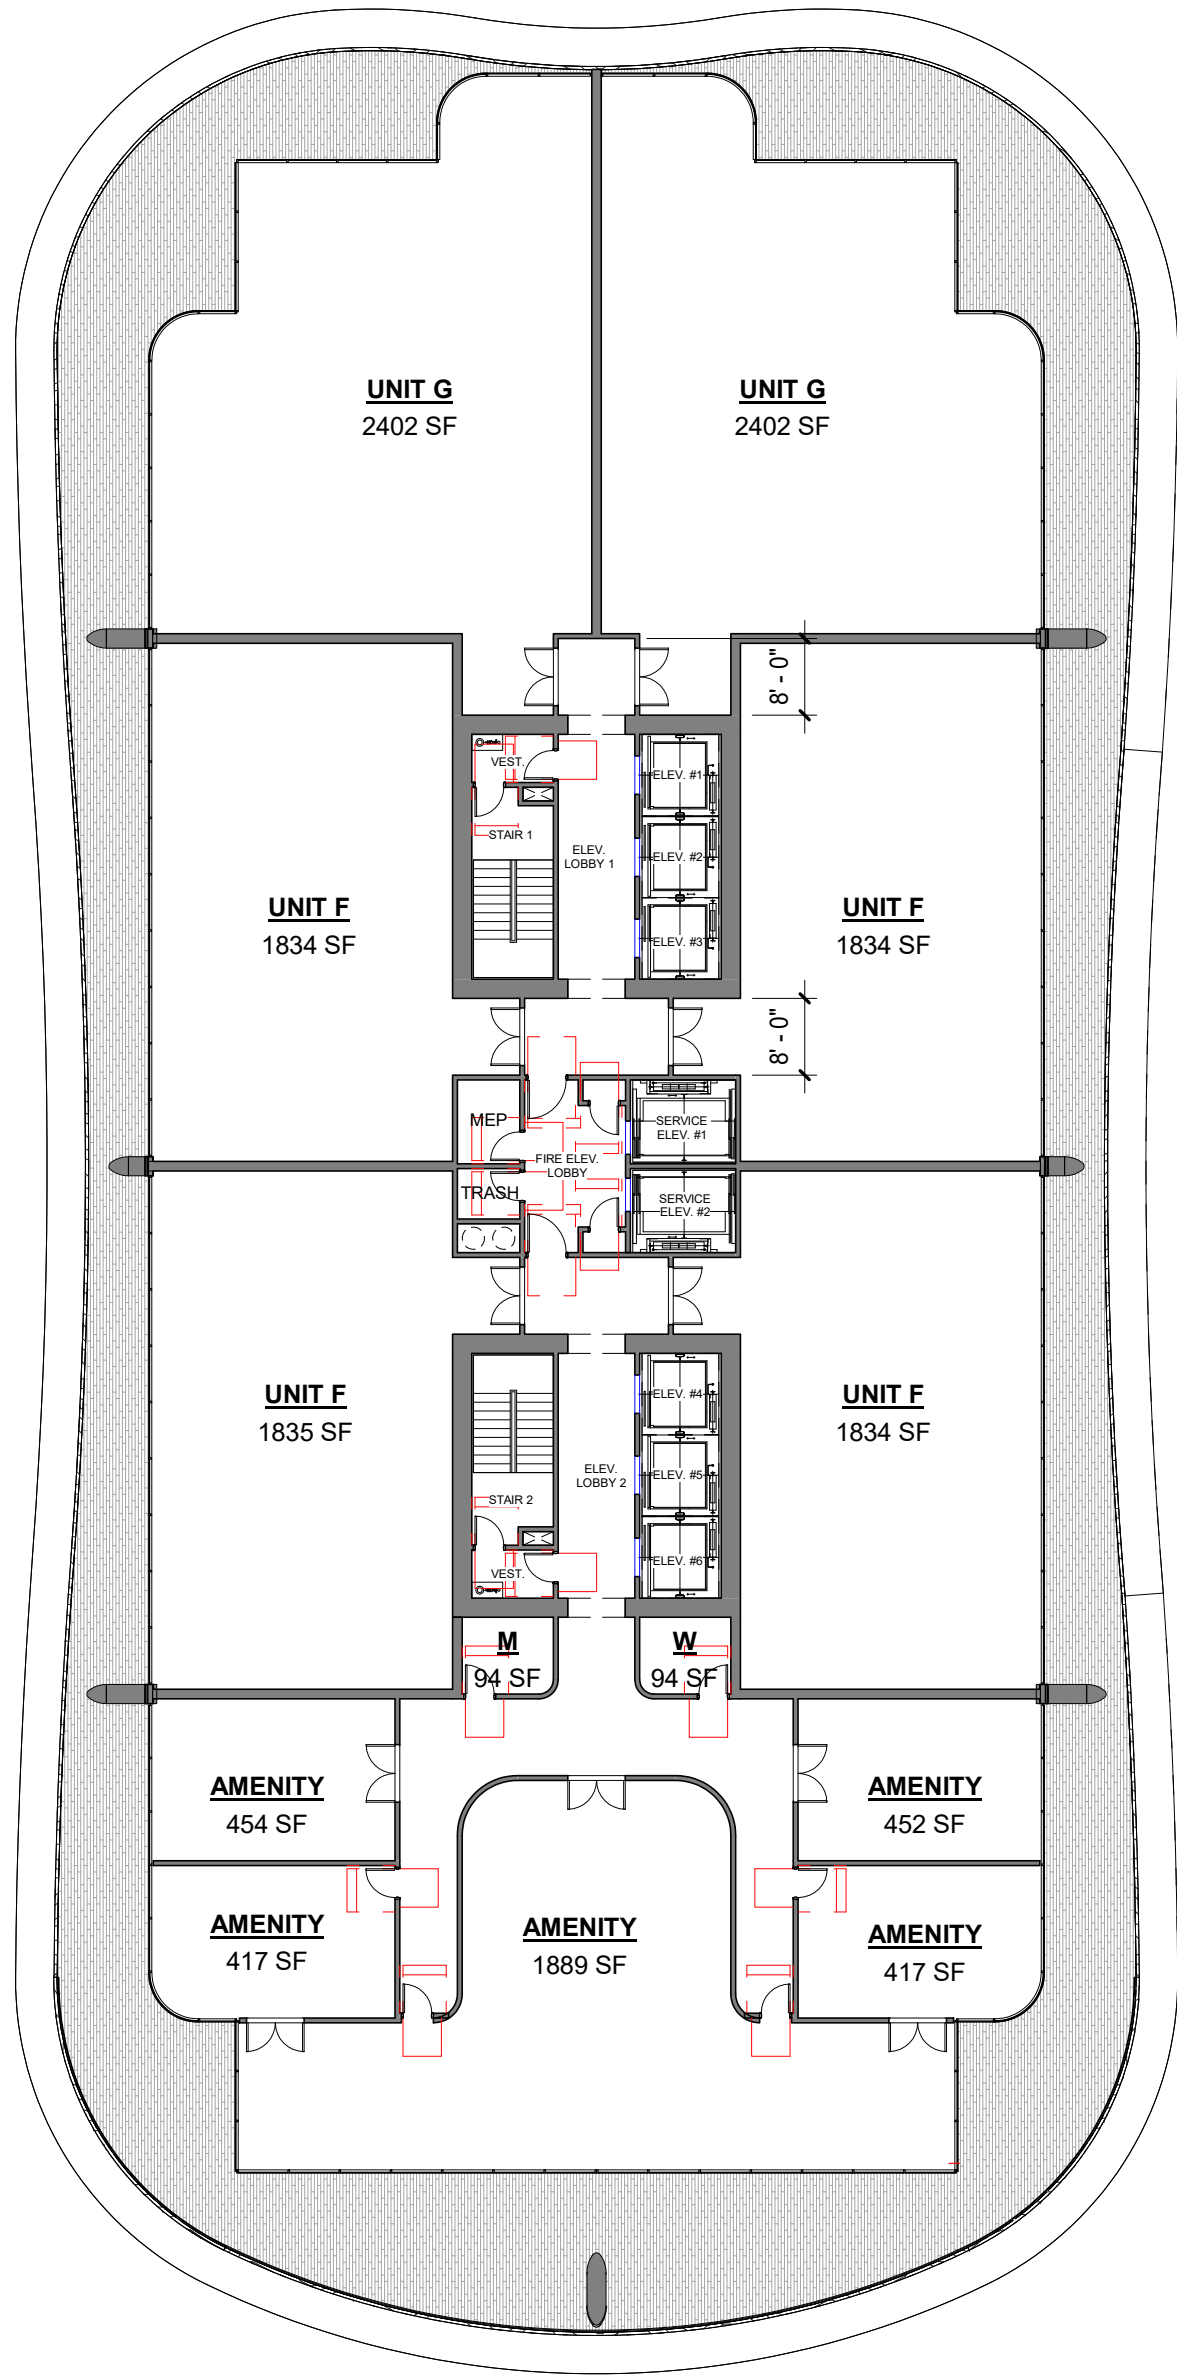 UNIT G
2402 SF
UNIT G
2402 SF
8' - 0"
VEST.
ELEV. #1
STAIR 1
ELEV.
LOBBY 1
ELEV. #2
UNIT F
1834 SF
ELEV. #3
UNIT F
1834 SF
8' - 0"
MEP
SERVICE
ELEV. #1
FIRE ELEV.
LOBBY
TRASH
SERVICE
ELEV. #2
UNIT F
1835 SF
ELEV. #4
UNIT F
1834 SF
ELEV.
LOBBY 2
ELEV. #5
STAIR 2
VEST.
ELEV. #6
M
94 SF
W
94 SF
AMENITY
454 SF
AMENITY
452 SF
AMENITY
417 SF
AMENITY
1889 SF
AMENITY
417 SF